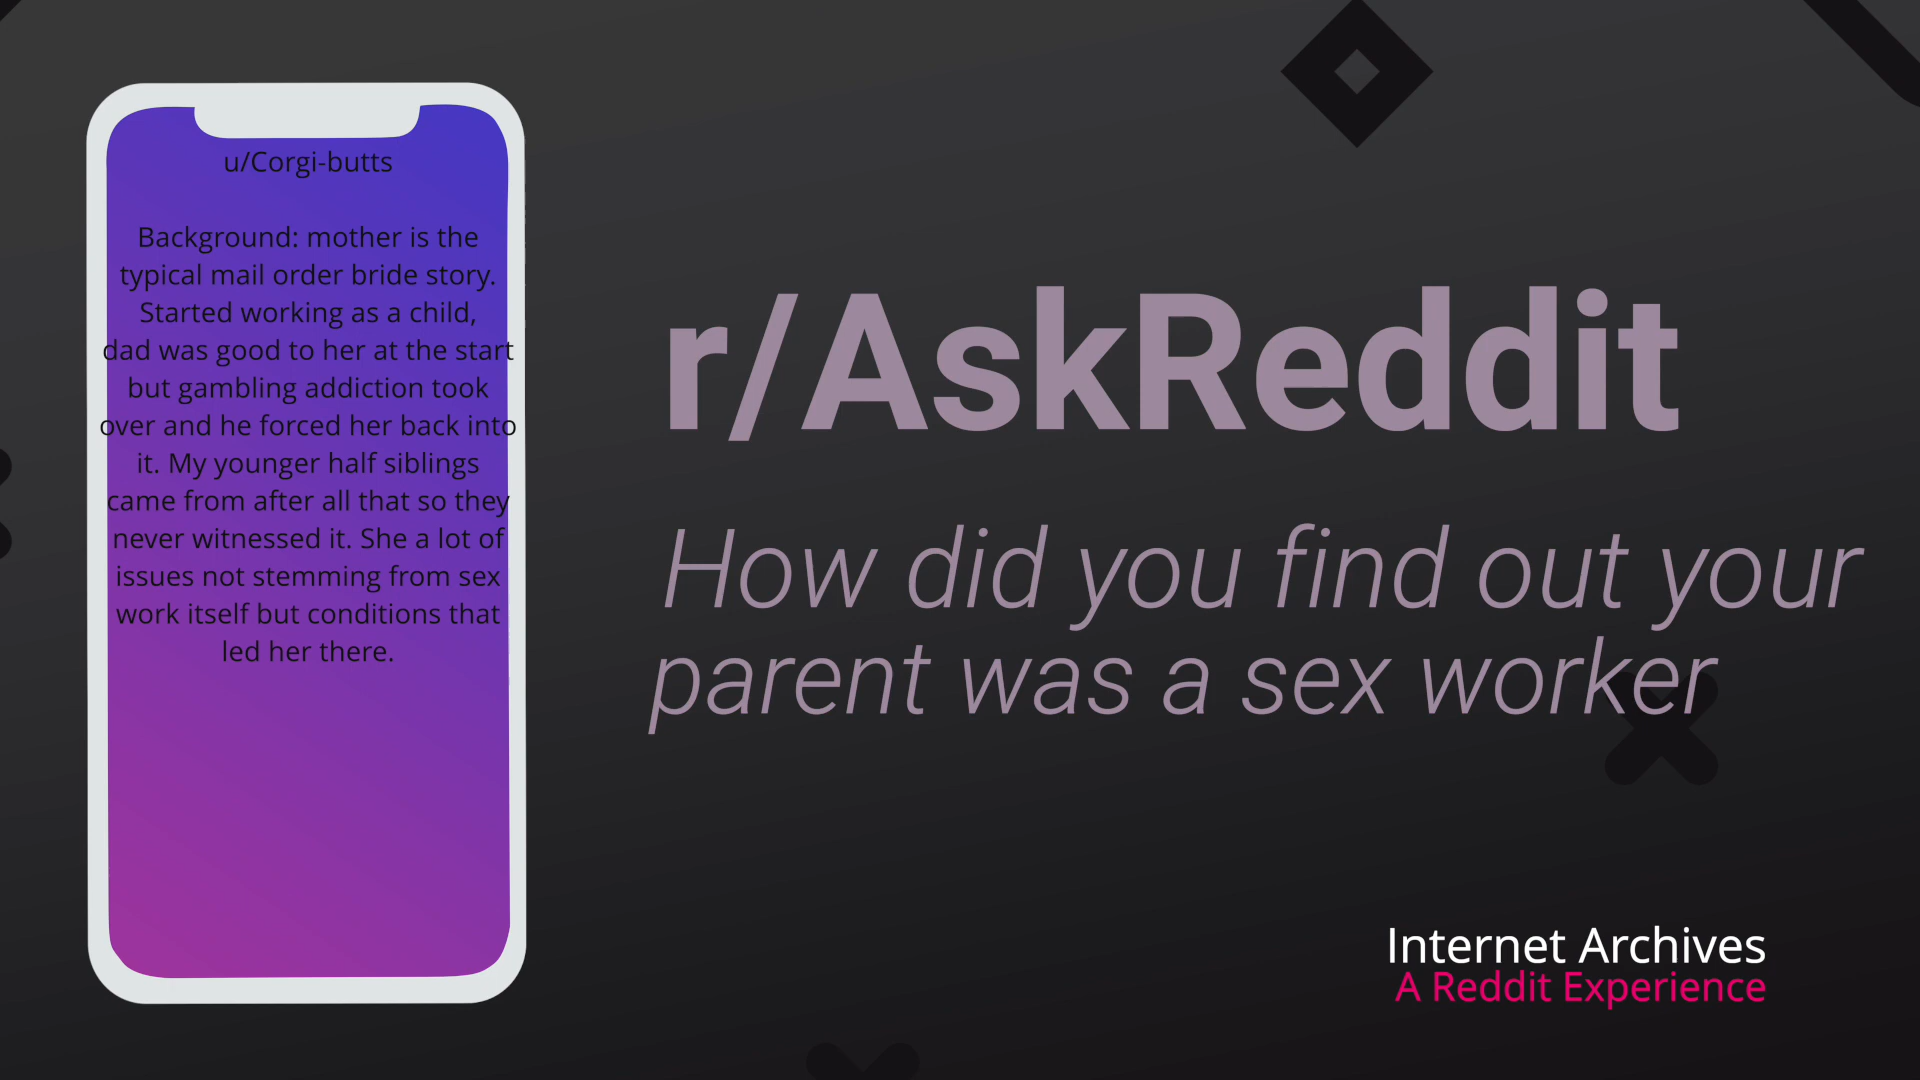 u/Corgi-butts
Background: mother is the
typical mail order bride story.
Started working as a child,
dad was good to her at the start
but gambling addiction took
over and he forced her back into
it. My younger half siblings
came from after all that so they
never witnessed it. She a lot of
issues not stemming from sex
work itself but conditions that
led her there.
r/AskReddit
How did you find out your
parent was a sex worker
Internet Archives
A Reddit Experience